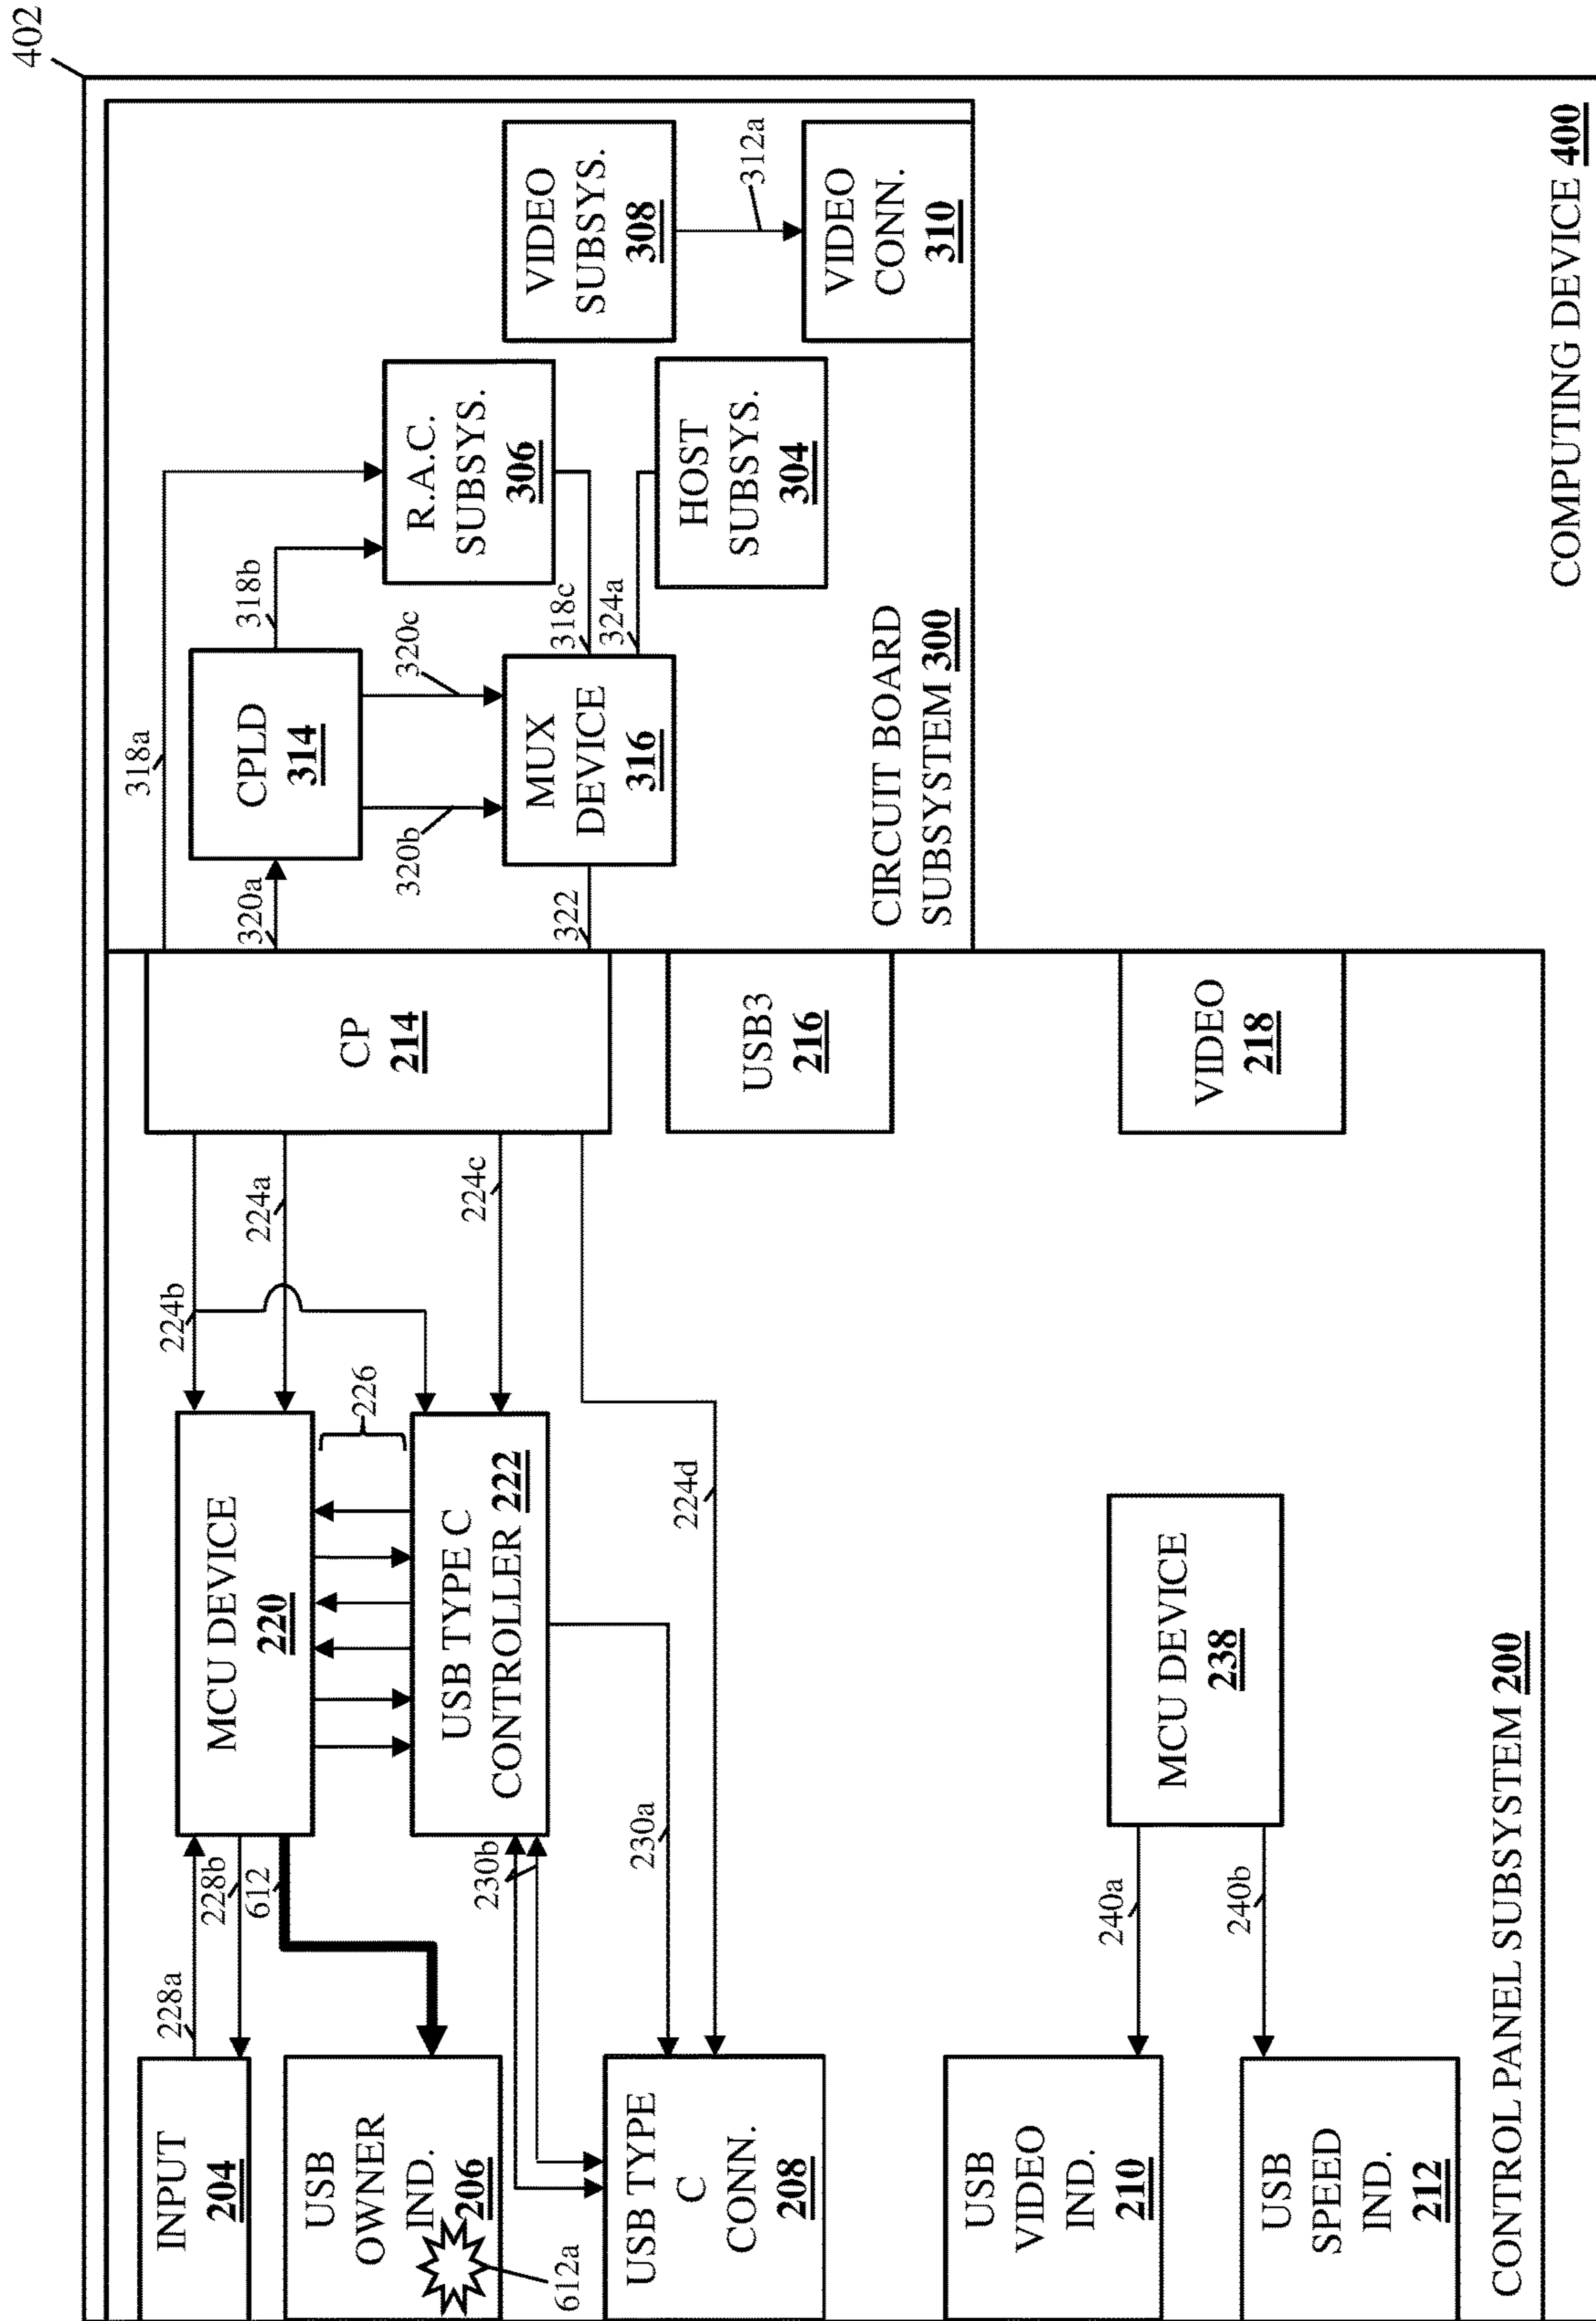 402
VIDEO
SUBSYS.
308
312a
VIDEO
CONN.
310
R.A.C.
SUBSYS.
306
HOST
SUBSYS.
304
318a
318b
318c
324a
CPLD
314
320a
320b
320c
MUX
DEVICE
316
322
CIRCUIT BOARD
SUBSYSTEM 300
COMPUTING DEVICE 400
CP
214
USB3
216
VIDEO
218
224b
224a
224c
224d
226
MCU DEVICE
220
USB TYPE C
CONTROLLER 222
228a
228b
612
230b
230a
MCU DEVICE
238
240a
240b
INPUT
204
USB
OWNER
IND.
206
612a
USB TYPE
C
CONN.
208
USB
VIDEO
IND.
210
USB
SPEED
IND.
212
CONTROL PANEL SUBSYSTEM 200